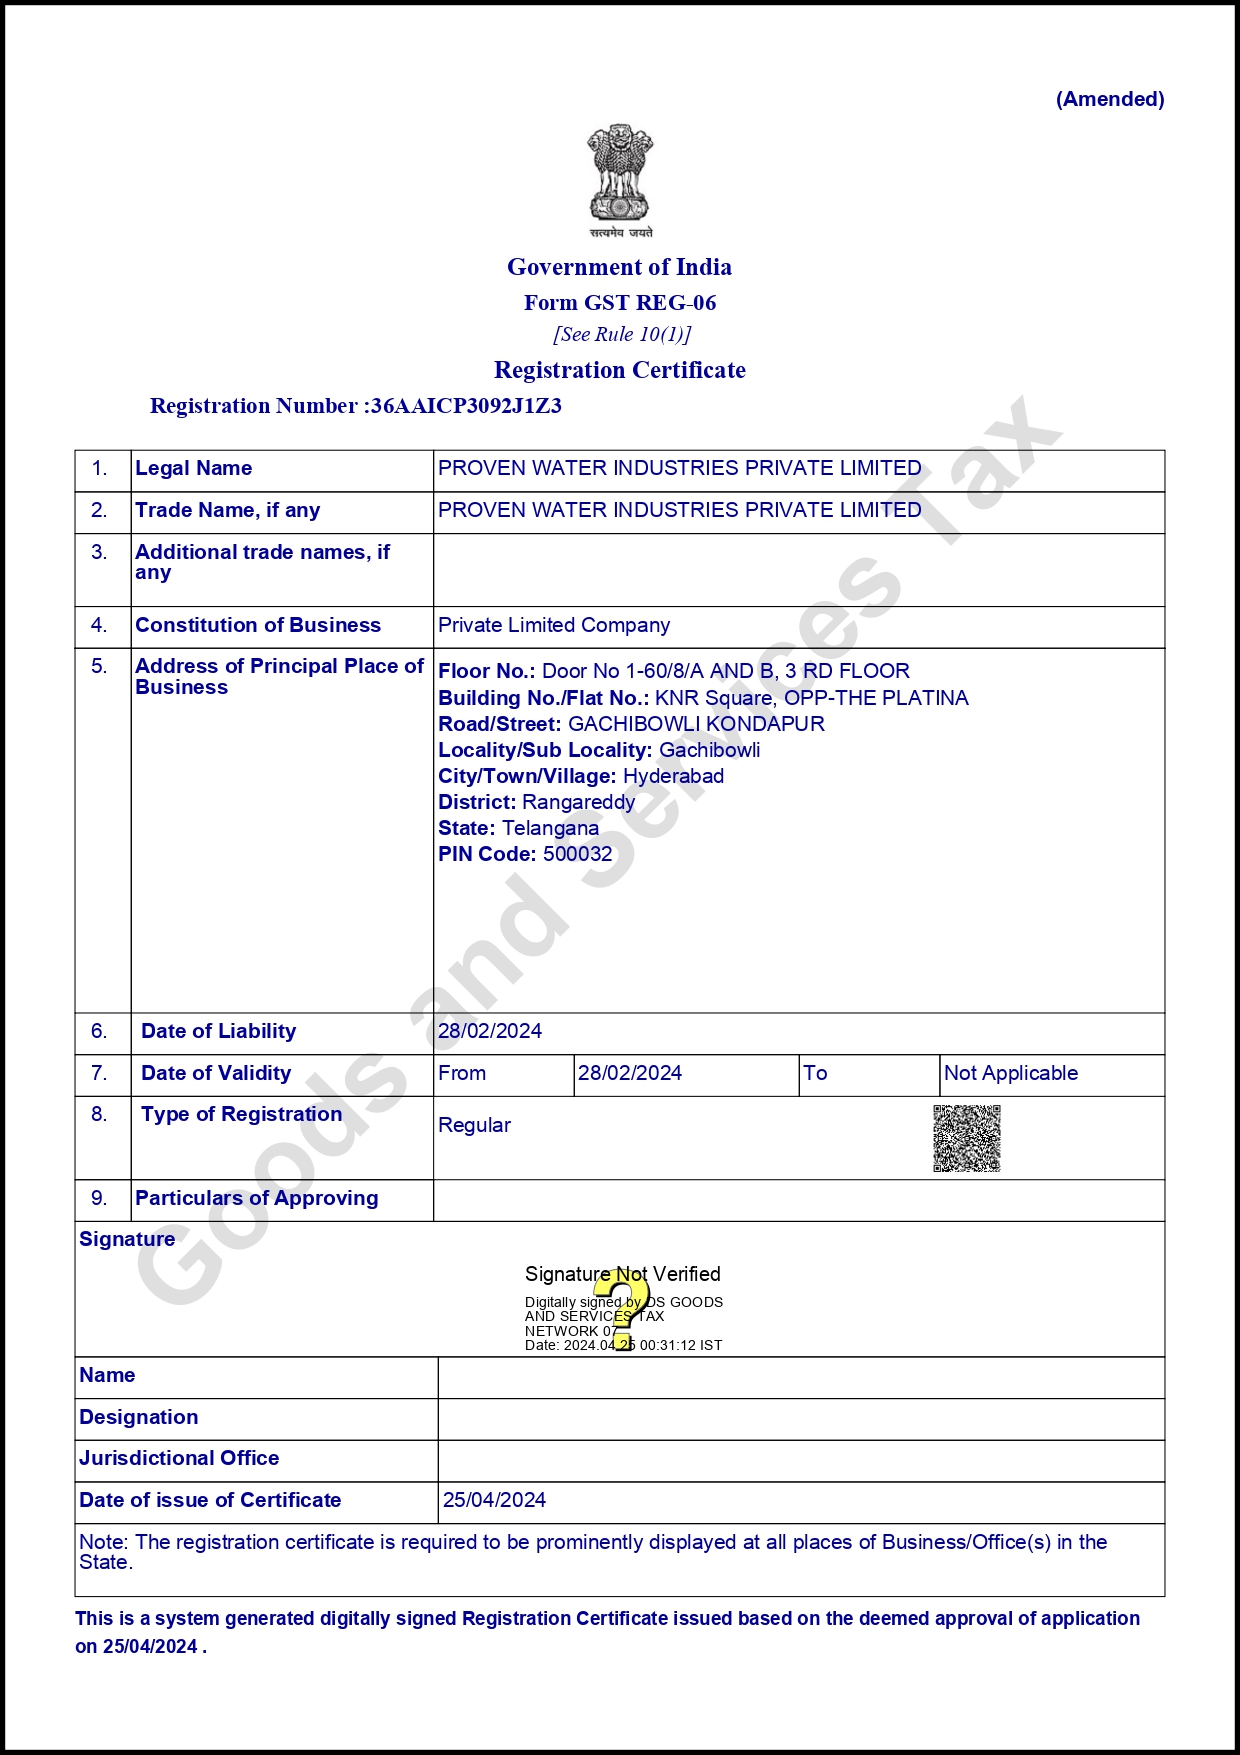 (Amended)
सत्यमेव जयते
Government of India
Form GST REG-06
[See Rule 10(1)]
Registration Certificate
Registration Number :36AAICP3092J1Z3
1. Legal Name PROVEN WATER INDUSTRIES PRIVATE LIMITED
2. Trade Name, if any PROVEN WATER INDUSTRIES PRIVATE LIMITED
3. Additional trade names, if
any
4. Constitution of Business Private Limited Company
5. Address of Principal Place of
Business
Floor No.: Door No 1-60/8/A AND B, 3 RD FLOOR
Building No./Flat No.: KNR Square, OPP-THE PLATINA
Road/Street: GACHIBOWLI KONDAPUR
Locality/Sub Locality: Gachibowli
City/Town/Village: Hyderabad
District: Rangareddy
State: Telangana
PIN Code: 500032
6. Date of Liability 28/02/2024
7. Date of Validity From 28/02/2024 To Not Applicable
8. Type of Registration Regular
9. Particulars of Approving
Signature
Signature Not Verified
Digitally signed by DS GOODS
AND SERVICES TAX
NETWORK 07
Date: 2024.04.25 00:31:12 IST
Name
Designation
Jurisdictional Office
Date of issue of Certificate 25/04/2024
Note: The registration certificate is required to be prominently displayed at all places of Business/Office(s) in the
State.
This is a system generated digitally signed Registration Certificate issued based on the deemed approval of application
on 25/04/2024 .
Goods and Services Tax